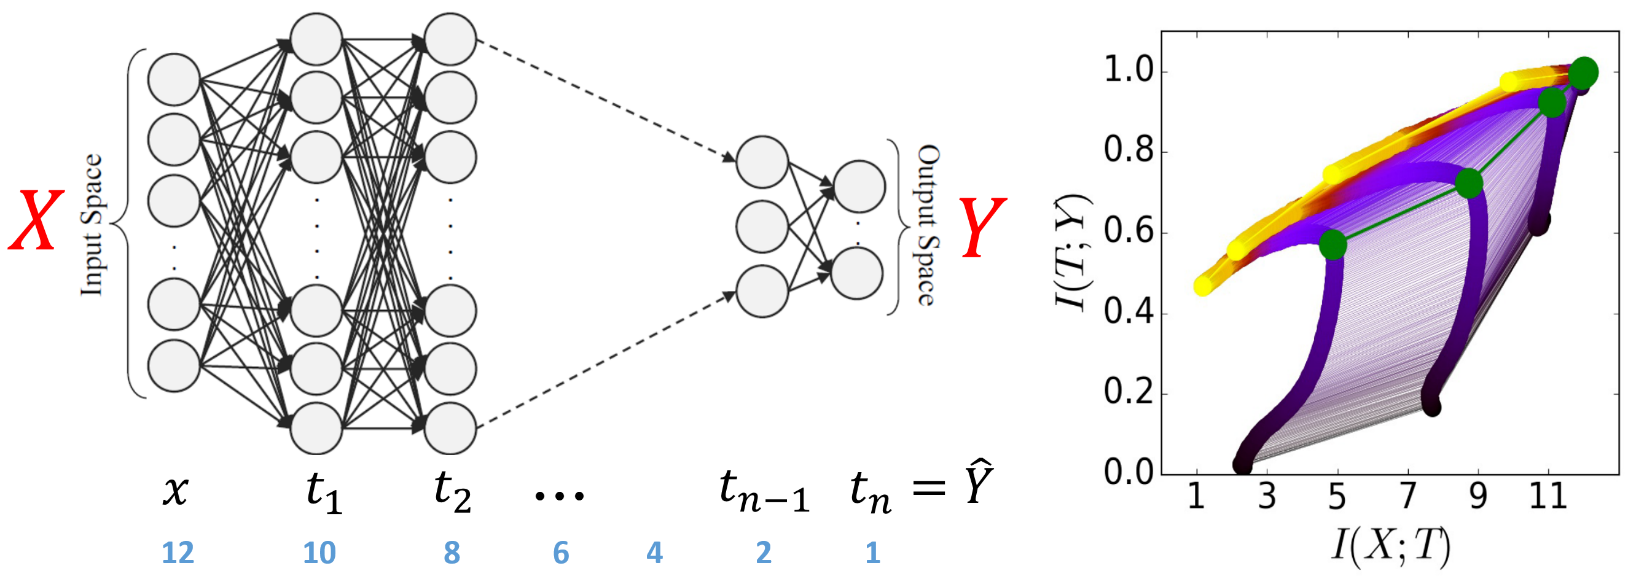 X
Input Space
Output Space
Y
x t₁ t₂ ... tₙ₋₁ tₙ = Ŷ
12 10 8 6 4 2 1
I(T; Y)
1.0
0.8
0.6
0.4
0.2
0.0
1 3 5 7 9 11
I(X; T)